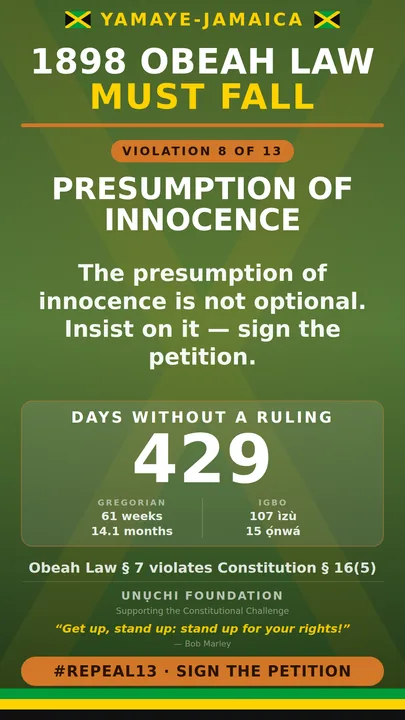 YAMAYE-JAMAICA
1898 OBEAH LAW
MUST FALL
VIOLATION 8 OF 13
PRESUMPTION OF
INNOCENCE
The presumption of
innocence is not optional.
Insist on it — sign the
petition.
DAYS WITHOUT A RULING
429
GREGORIAN
61 weeks
14.1 months
IGBO
107 ìzù
15 ọ́nwá
Obeah Law § 7 violates Constitution § 16(5)
UNỤCHI FOUNDATION
Supporting the Constitutional Challenge
“Get up, stand up: stand up for your rights!”
— Bob Marley
#REPEAL13 · SIGN THE PETITION